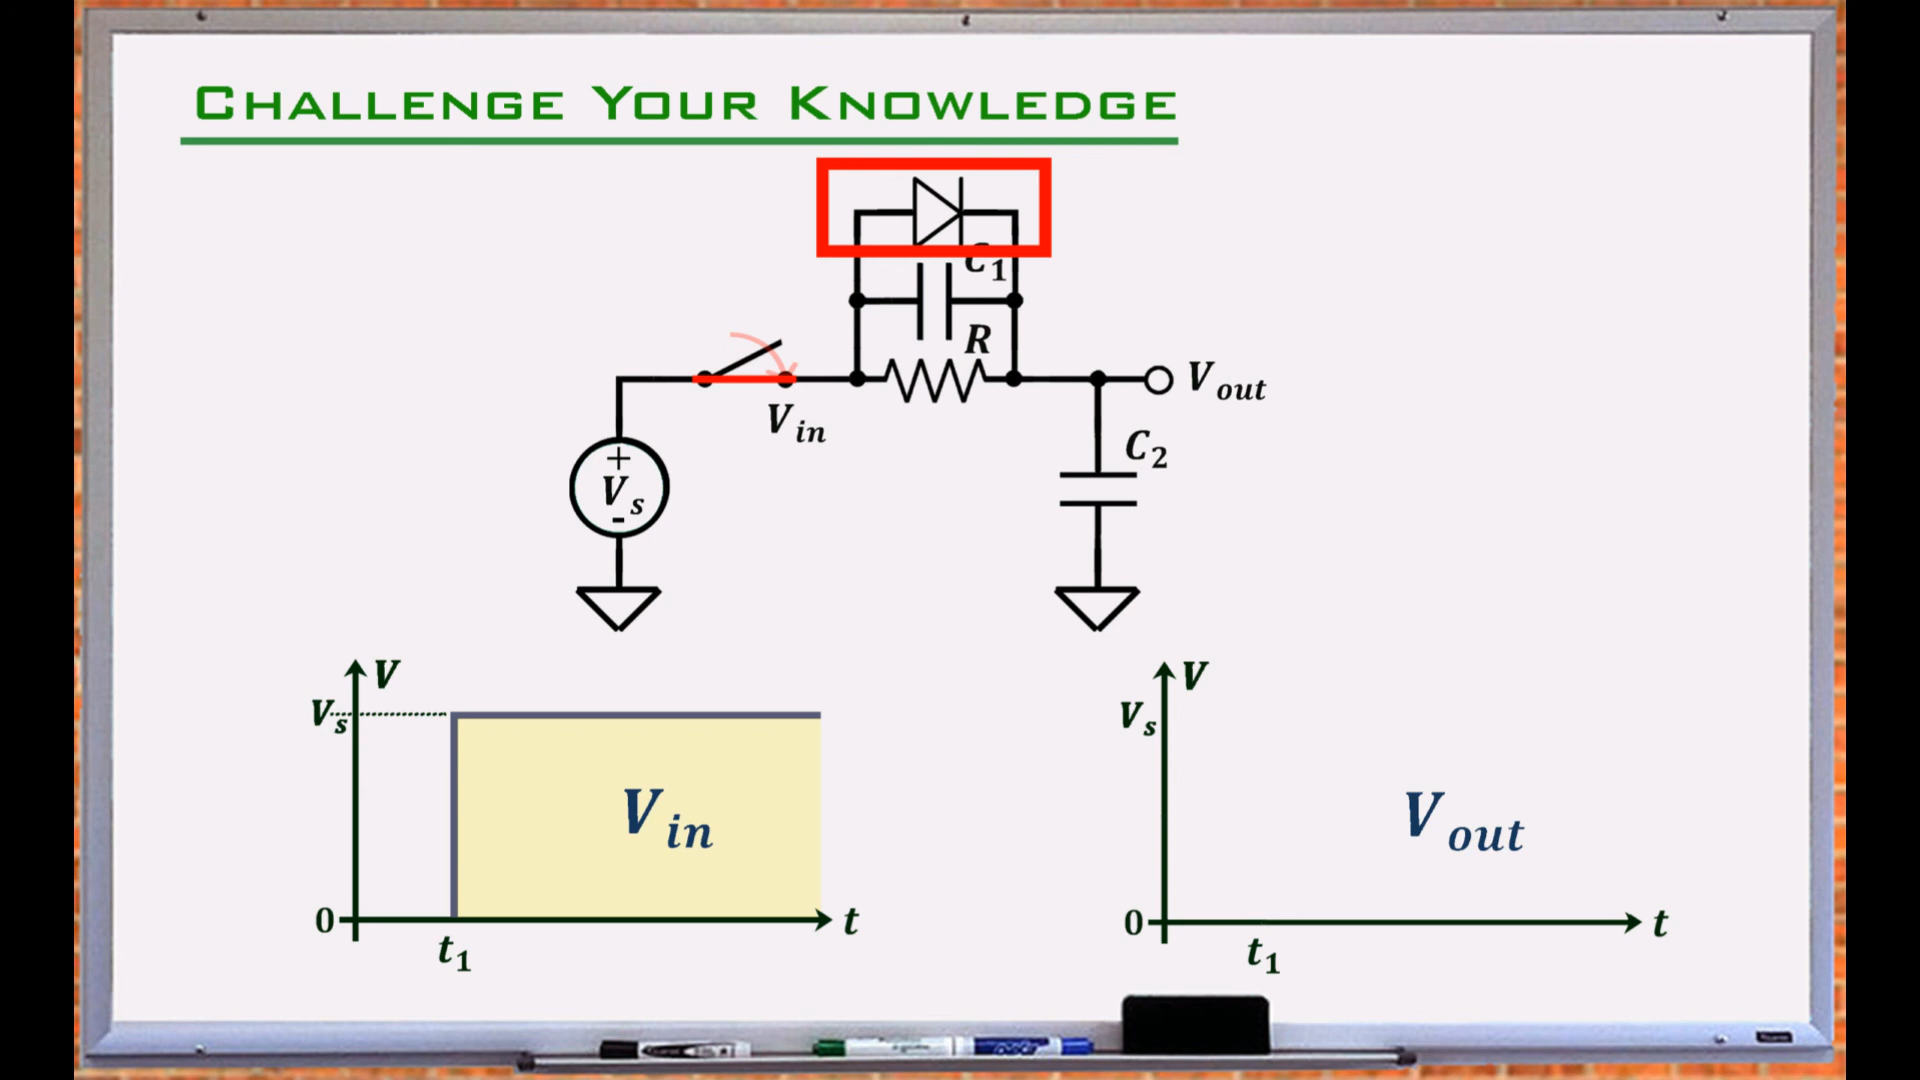 CHALLENGE YOUR KNOWLEDGE
C1
R
Vin
Vout
C2
+
Vs
-
V
Vs
Vin
0
t1
t
V
Vs
Vout
0
t1
t